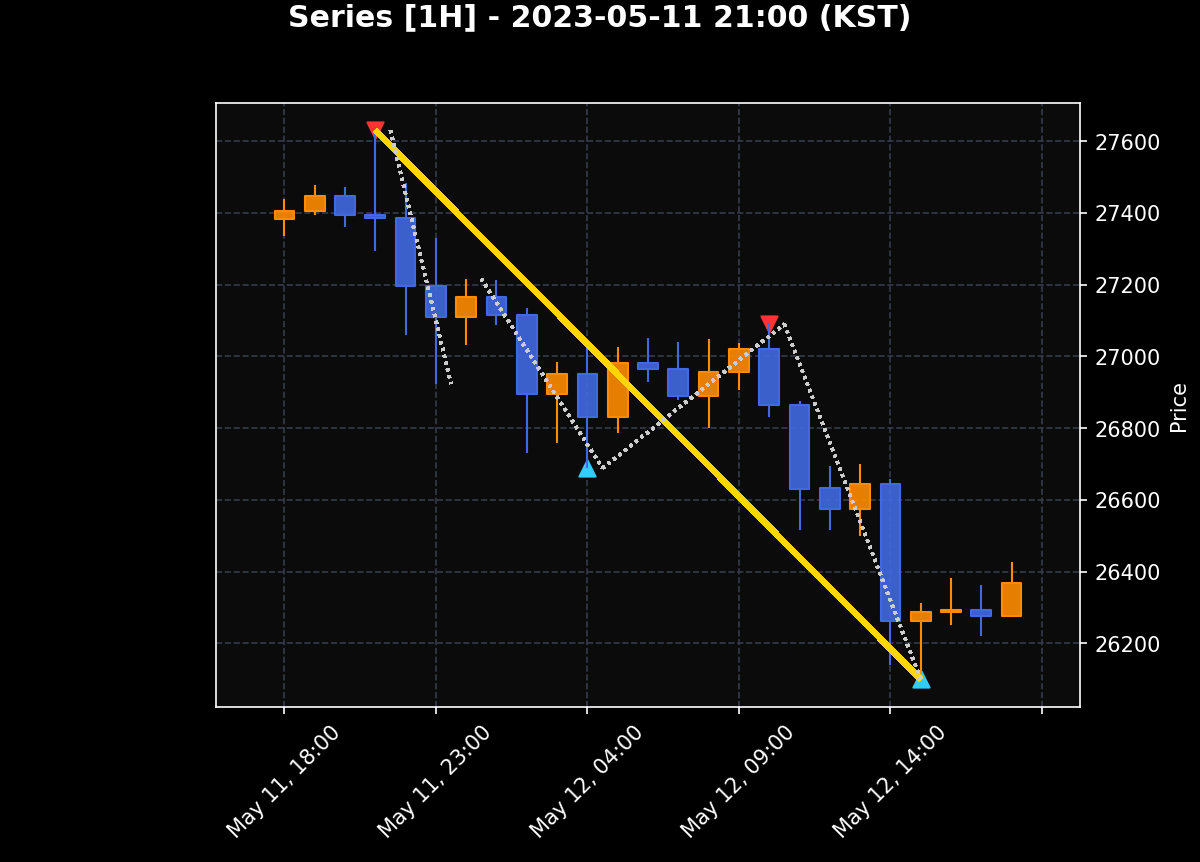 Series [1H] - 2023-05-11 21:00 (KST)
27600
27400
27200
27000
26800
26600
26400
26200
Price
May 11, 18:00
May 11, 23:00
May 12, 04:00
May 12, 09:00
May 12, 14:00